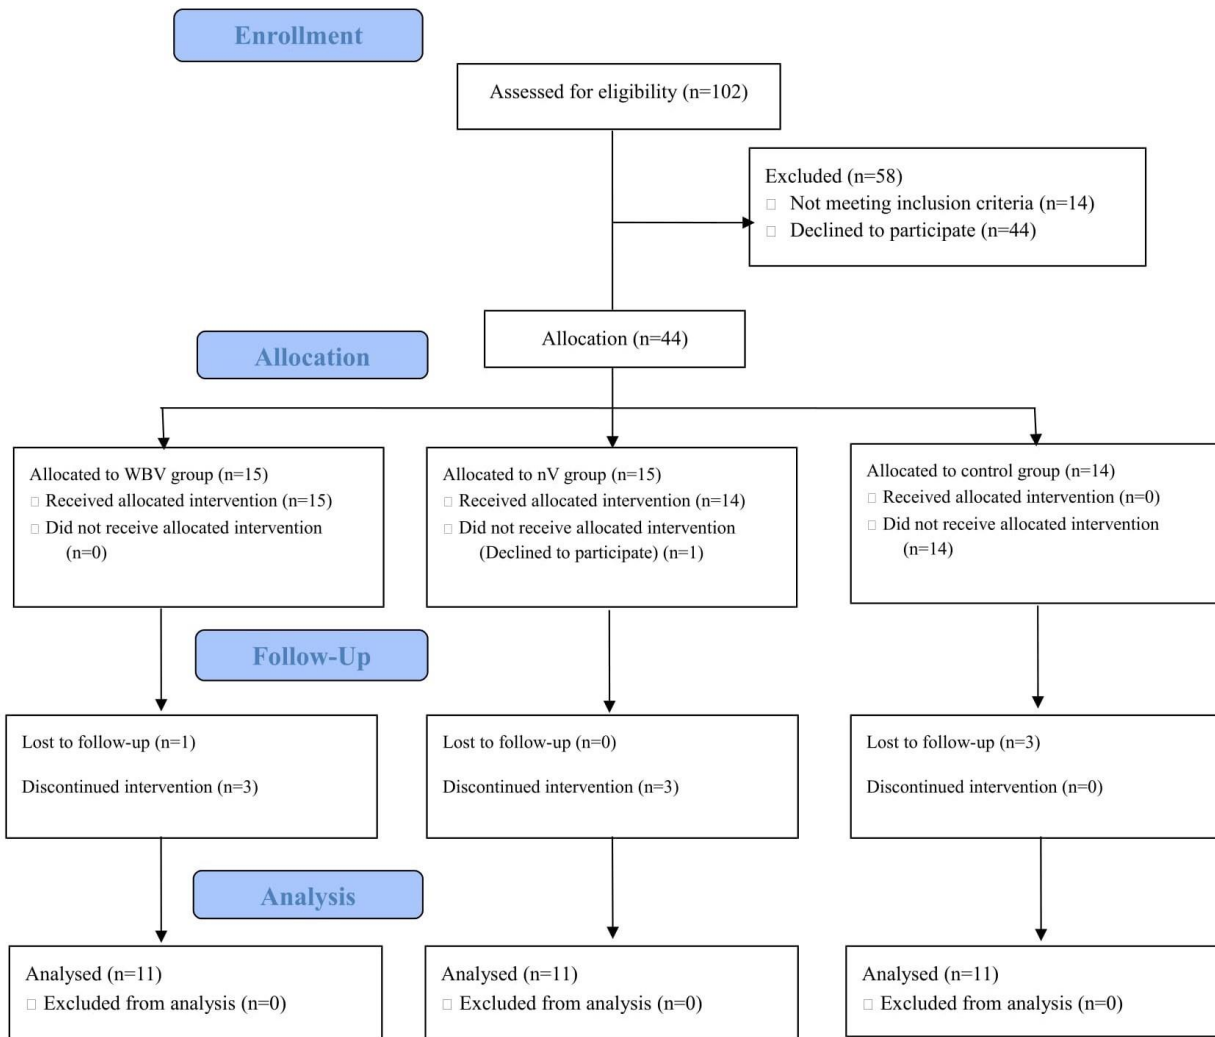 Enrollment
Assessed for eligibility (n=102)
Excluded (n=58)
□ Not meeting inclusion criteria (n=14)
□ Declined to participate (n=44)
Allocation (n=44)
Allocation
Allocated to WBV group (n=15)
□ Received allocated intervention (n=15)
□ Did not receive allocated intervention
(n=0)
Allocated to nV group (n=15)
□ Received allocated intervention (n=14)
□ Did not receive allocated intervention
(Declined to participate) (n=1)
Allocated to control group (n=14)
□ Received allocated intervention (n=0)
□ Did not receive allocated intervention
(n=14)
Follow-Up
Lost to follow-up (n=1)
Discontinued intervention (n=3)
Lost to follow-up (n=0)
Discontinued intervention (n=3)
Lost to follow-up (n=3)
Discontinued intervention (n=0)
Analysis
Analysed (n=11)
□ Excluded from analysis (n=0)
Analysed (n=11)
□ Excluded from analysis (n=0)
Analysed (n=11)
□ Excluded from analysis (n=0)